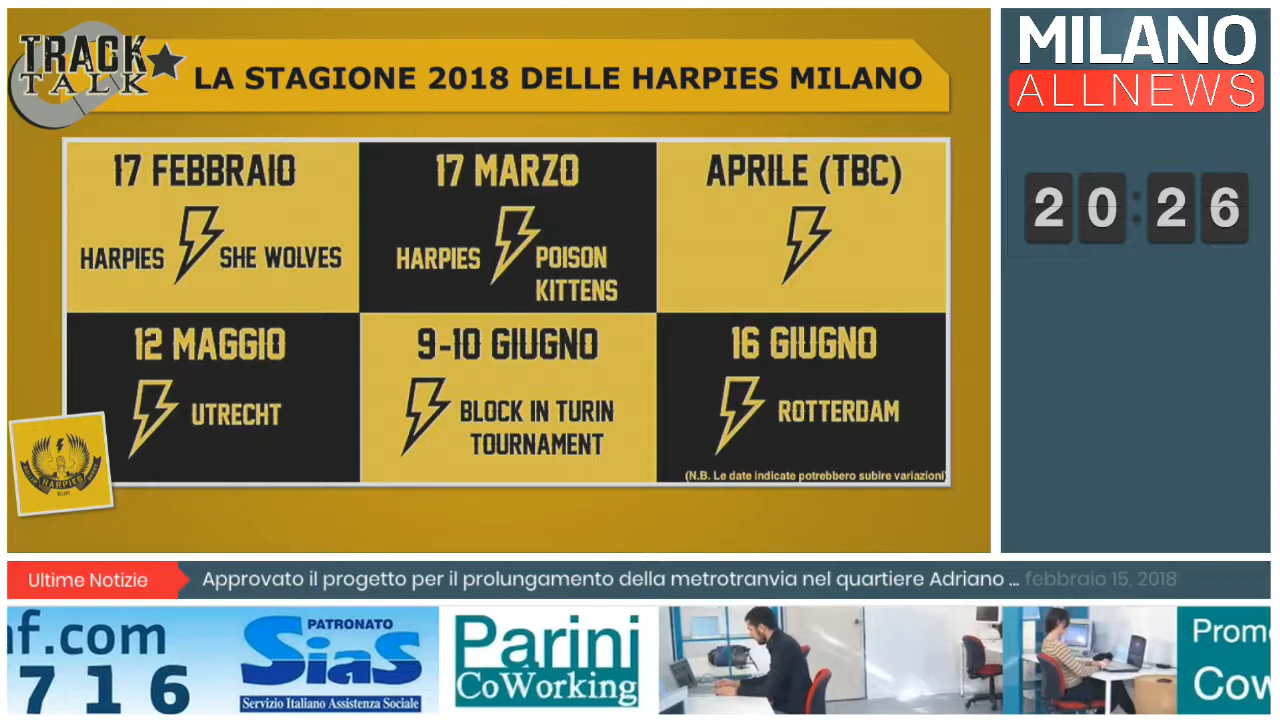 TRACK
TALK
LA STAGIONE 2018 DELLE HARPIES MILANO
17 FEBBRAIO
HARPIES
SHE WOLVES
17 MARZO
HARPIES
POISON
KITTENS
APRILE (TBC)
12 MAGGIO
UTRECHT
9-10 GIUGNO
BLOCK IN TURIN
TOURNAMENT
16 GIUGNO
ROTTERDAM
(N.B. Le date indicate potrebbero subire variazioni)
HARPIES
MILANO
ALLNEWS
20:26
Ultime Notizie
Approvato il progetto per il prolungamento della metrotranvia nel quartiere Adriano ... febbraio 15, 2018
af.com
716
PATRONATO
SiaS
Servizio Italiano Assistenza Sociale
Parini
CoWorking
Promo
Cow